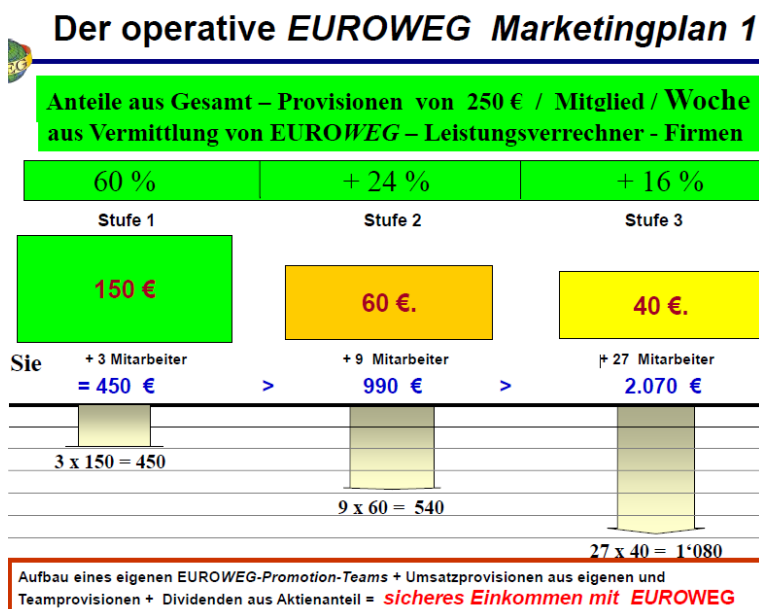 Der operative EUROWEG Marketingplan 1
EG
Anteile aus Gesamt – Provisionen von 250 € / Mitglied / Woche
aus Vermittlung von EUROWEG – Leistungsverrechner - Firmen
60 % + 24 % + 16 %
Stufe 1 Stufe 2 Stufe 3
150 € 60 €. 40 €.
Sie + 3 Mitarbeiter + 9 Mitarbeiter + 27 Mitarbeiter
= 450 € > 990 € > 2.070 €
3 x 150 = 450
9 x 60 = 540
27 x 40 = 1‘080
Aufbau eines eigenen EUROWEG-Promotion-Teams + Umsatzprovisionen aus eigenen und
Teamprovisionen + Dividenden aus Aktienanteil = sicheres Einkommen mit EUROWEG